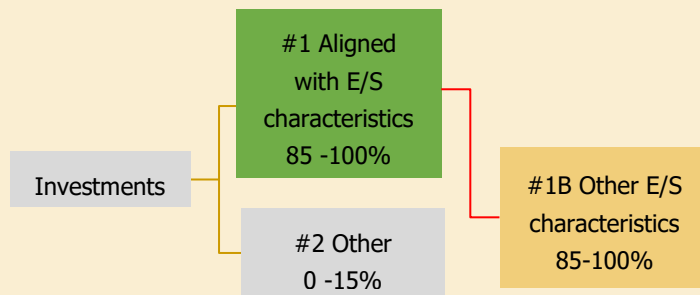 #1 Aligned
with E/S
characteristics
85 -100%
Investments
#1B Other E/S
characteristics
85-100%
#2 Other
0 -15%